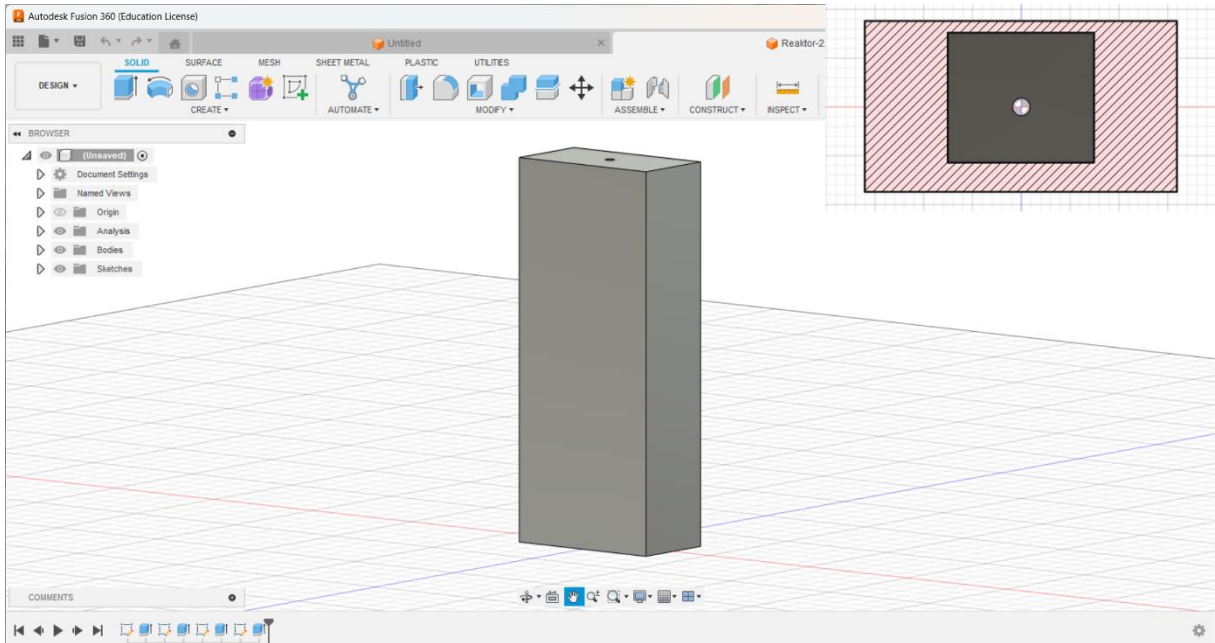 Autodesk Fusion 360 (Education License)
Untitled
Reaktor-2
SOLID SURFACE MESH SHEET METAL PLASTIC UTILITIES
DESIGN
CREATE AUTOMATE MODIFY ASSEMBLE CONSTRUCT INSPECT
BROWSER
(Unsaved)
Document Settings
Named Views
Origin
Analysis
Bodies
Sketches
COMMENTS